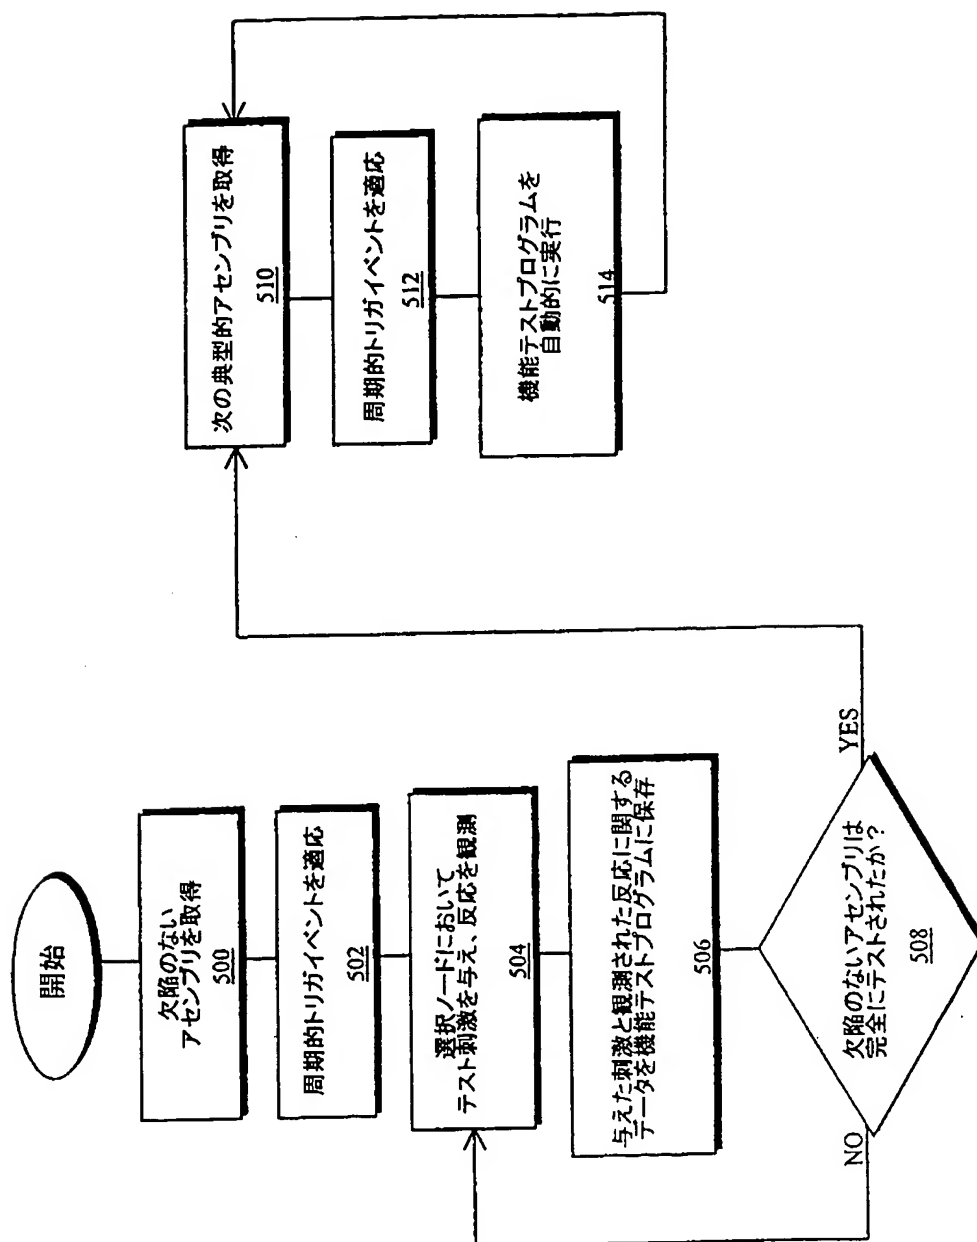 開始
欠陥のない
アセンブリを取得
500
周期的トリガイベントを適応
502
選択ノードにおいて
テスト刺激を与え、反応を観測
504
与えた刺激と観測された反応に関する
データを機能テストプログラムに保存
506
欠陥のないアセンブリは
完全にテストされたか?
508
NO
YES
次の典型的アセンブリを取得
510
周期的トリガイベントを適応
512
機能テストプログラムを
自動的に実行
514